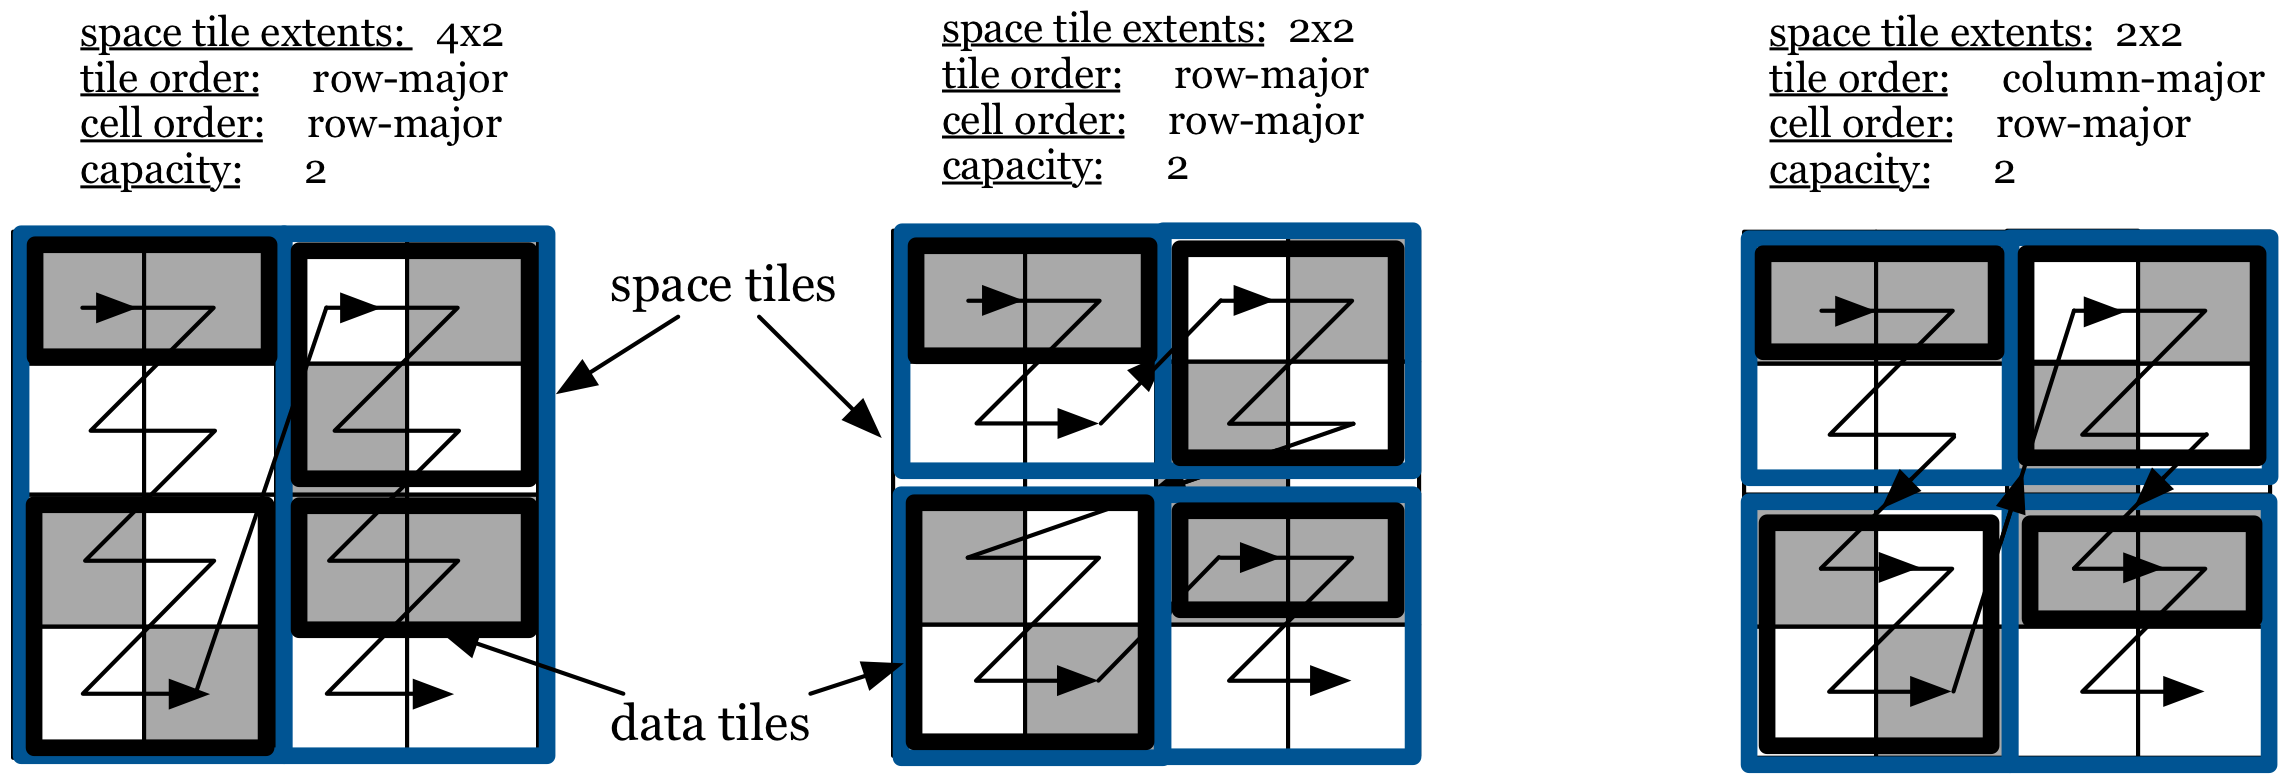 space tile extents: 4x2
tile order: row-major
cell order: row-major
capacity: 2
space tile extents: 2x2
tile order: row-major
cell order: row-major
capacity: 2
space tile extents: 2x2
tile order: column-major
cell order: row-major
capacity: 2
space tiles
data tiles